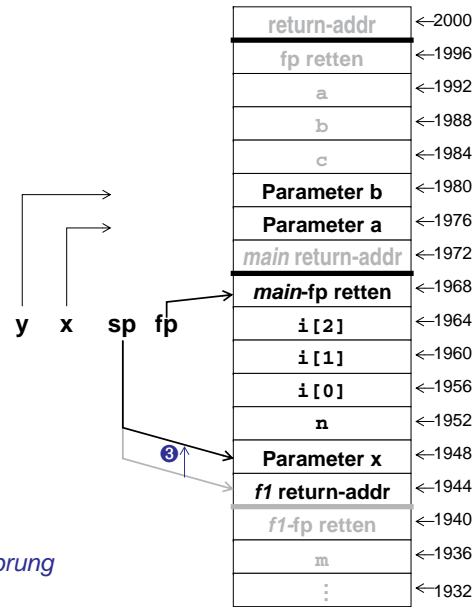 return-addr ←2000
fp retten ←1996
a ←1992
b ←1988
c ←1984
Parameter b ←1980
Parameter a ←1976
main return-addr ←1972
main-fp retten ←1968
y x sp fp
i[2] ←1964
i[1] ←1960
i[0] ←1956
n ←1952
❸
Parameter x ←1948
f1 return-addr ←1944
f1-fp retten ←1940
m ←1936
⋮ ←1932